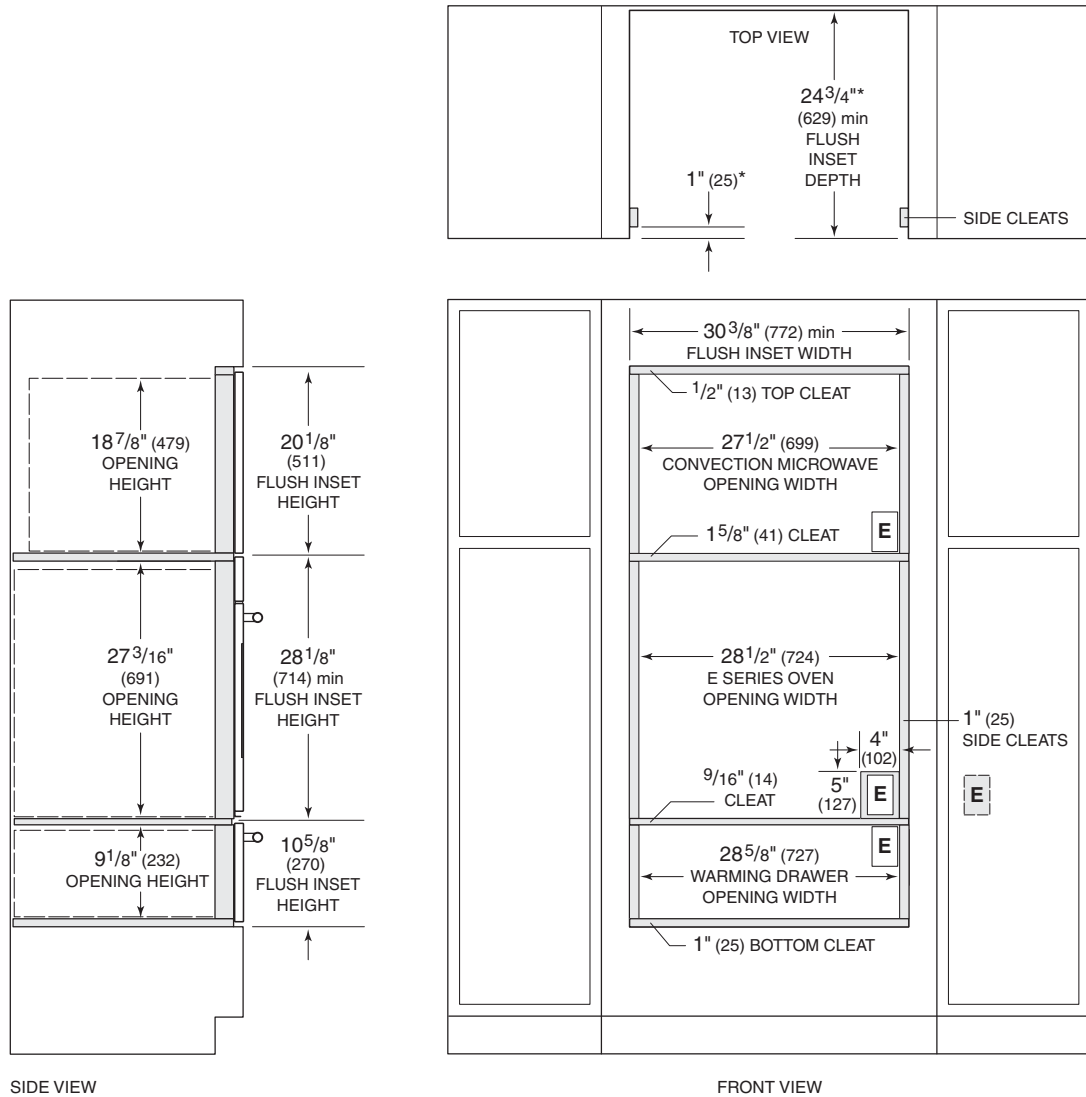 TOP VIEW
24 3/4"*
(629) min
FLUSH
INSET
DEPTH
1" (25)*
SIDE CLEATS
18 7/8" (479)
OPENING
HEIGHT
20 1/8"
(511)
FLUSH INSET
HEIGHT
27 3/16"
(691)
OPENING
HEIGHT
28 1/8"
(714) min
FLUSH INSET
HEIGHT
9 1/8" (232)
OPENING HEIGHT
10 5/8"
(270)
FLUSH INSET
HEIGHT
SIDE VIEW
30 3/8" (772) min
FLUSH INSET WIDTH
1/2" (13) TOP CLEAT
27 1/2" (699)
CONVECTION MICROWAVE
OPENING WIDTH
E
1 5/8" (41) CLEAT
28 1/2" (724)
E SERIES OVEN
OPENING WIDTH
1" (25)
SIDE CLEATS
4"
(102)
9/16" (14)
CLEAT
5"
(127)
E
E
E
28 5/8" (727)
WARMING DRAWER
OPENING WIDTH
1" (25) BOTTOM CLEAT
FRONT VIEW